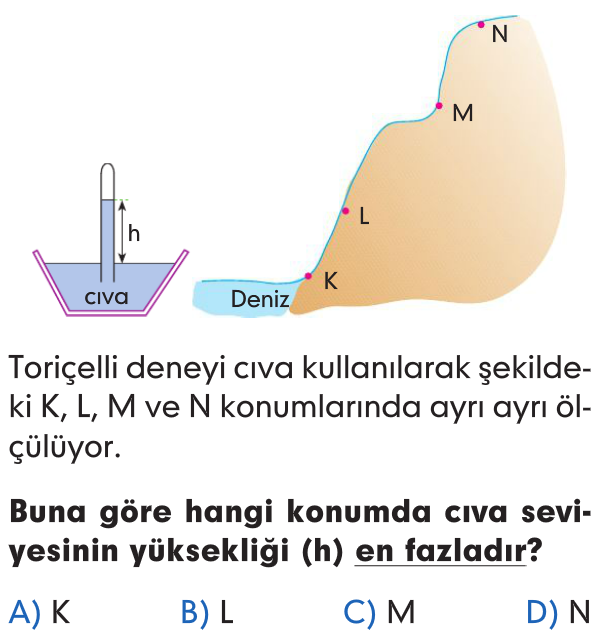 N
M
h
L
K
cıva
Deniz
Toriçelli deneyi cıva kullanılarak şekilde-
ki K, L, M ve N konumlarında ayrı ayrı öl-
çülüyor.
Buna göre hangi konumda cıva sevi-
yesinin yüksekliği (h) en fazladır?
A) K B) L C) M D) N